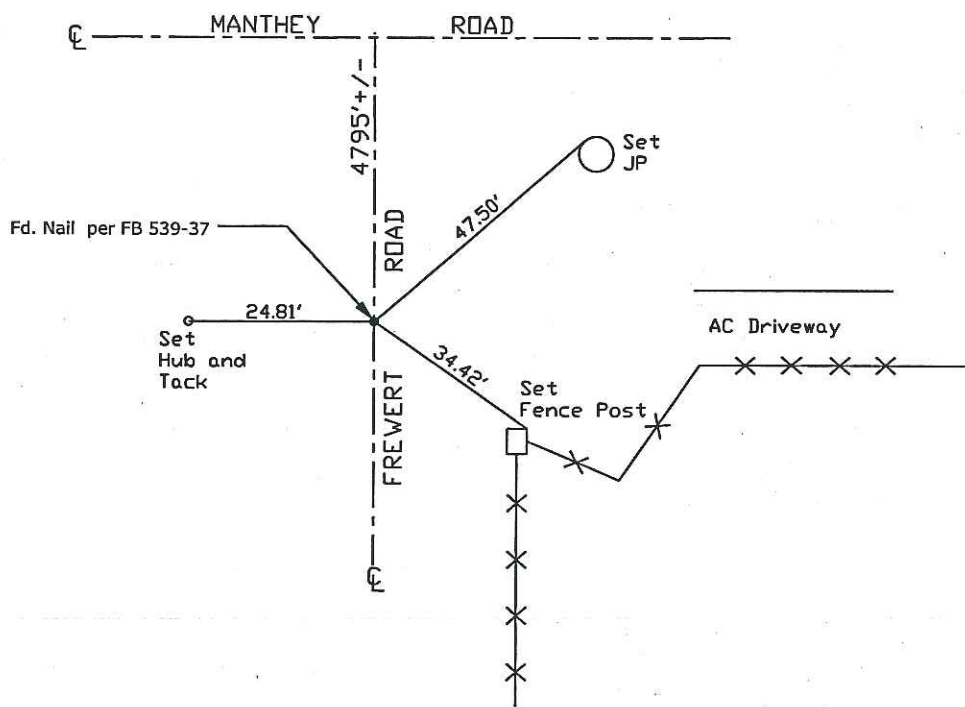 ℄ MANTHEY ROAD
4795'+/-
Set
JP
47.50'
Fd. Nail per FB 539-37
ROAD
24.81'
Set
Hub and
Tack
AC Driveway
34.42'
Set
Fence Post
FREWERT
℄